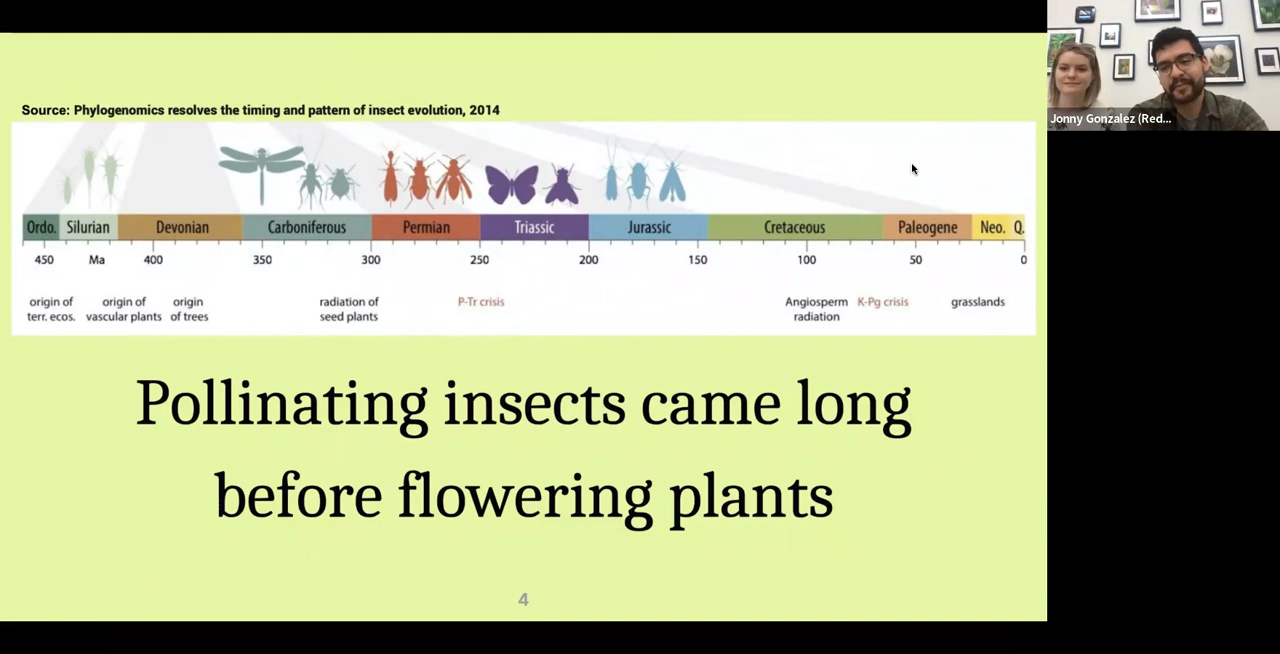 Source: Phylogenomics resolves the timing and pattern of insect evolution, 2014
Ordo. Silurian Devonian Carboniferous Permian Triassic Jurassic Cretaceous Paleogene Neo. Q.
450 Ma 400 350 300 250 200 150 100 50 0
origin of terr. ecos.
origin of vascular plants
origin of trees
radiation of seed plants
P-Tr crisis
Angiosperm radiation
K-Pg crisis
grasslands
Pollinating insects came long
before flowering plants
4
Jonny Gonzalez (Red...